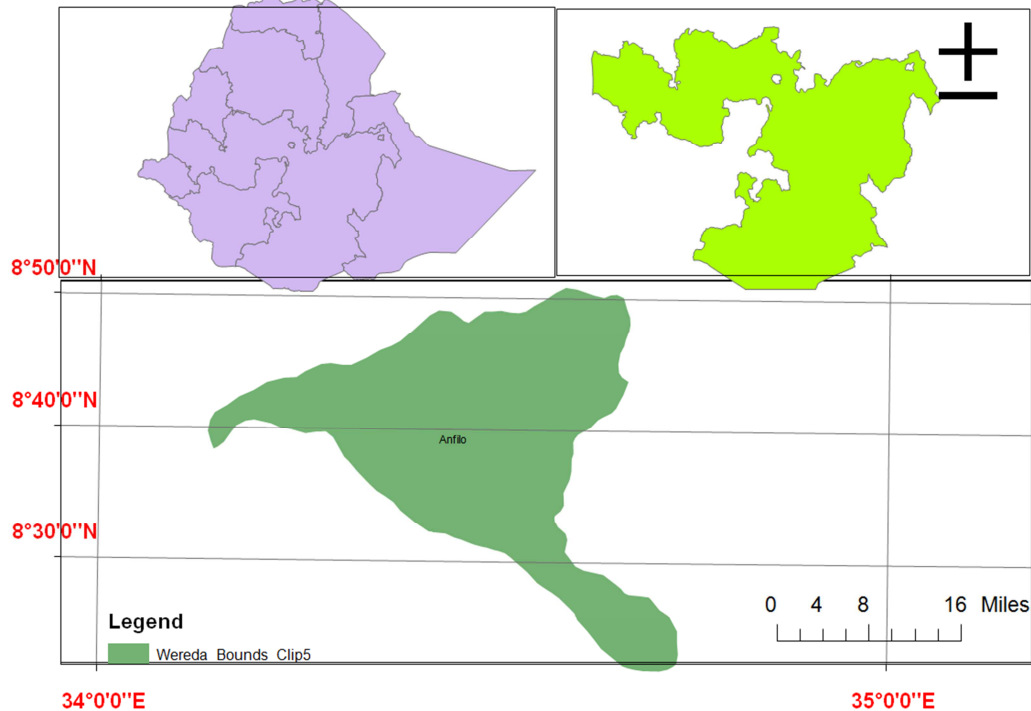 8°50'0"N
8°40'0"N
Anfilo
8°30'0"N
0 4 8 16 Miles
Legend
Wereda_Bounds_Clip5
34°0'0"E 35°0'0"E